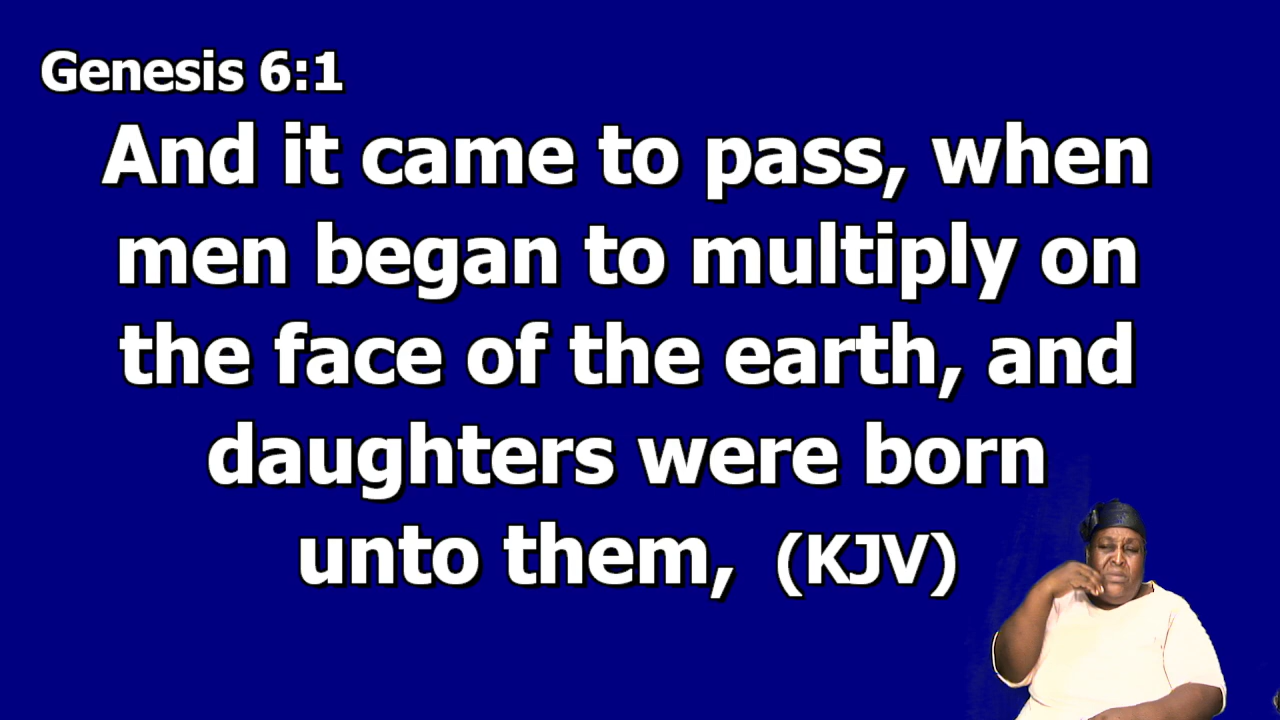 Genesis 6:1
And it came to pass, when
men began to multiply on
the face of the earth, and
daughters were born
unto them, (KJV)